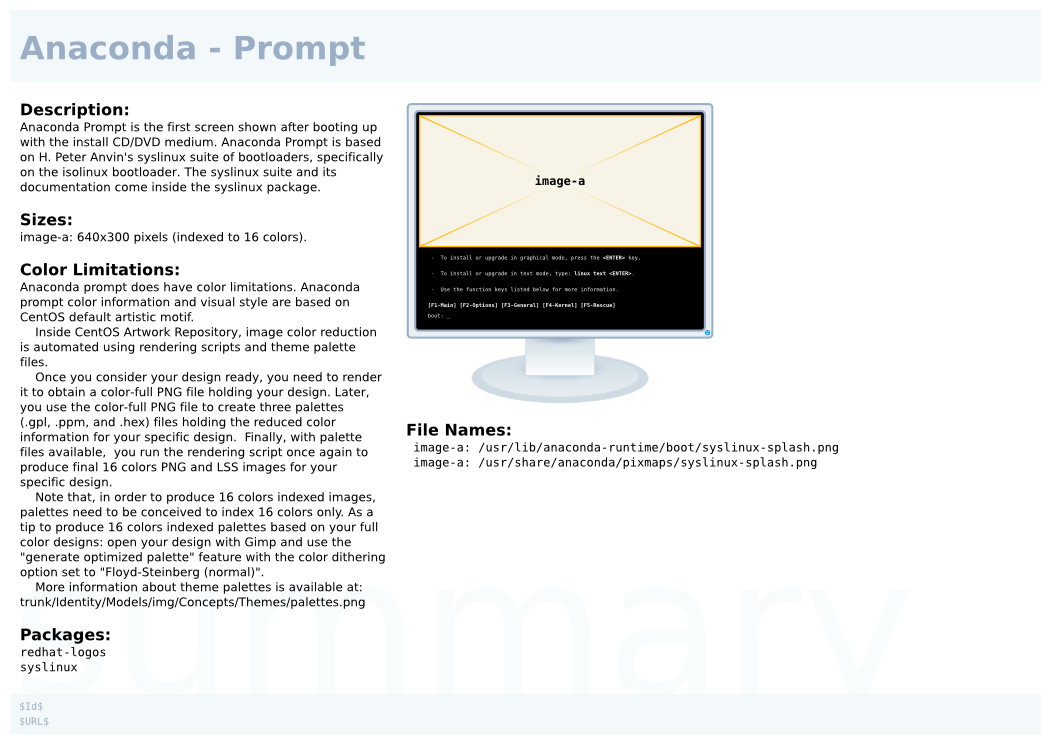 Anaconda - Prompt
Description:
Anaconda Prompt is the first screen shown after booting up
with the install CD/DVD medium. Anaconda Prompt is based
on H. Peter Anvin's syslinux suite of bootloaders, specifically
on the isolinux bootloader. The syslinux suite and its
documentation come inside the syslinux package.
Sizes:
image-a: 640x300 pixels (indexed to 16 colors).
Color Limitations:
Anaconda prompt does have color limitations. Anaconda
prompt color information and visual style are based on
CentOS default artistic motif.
Inside CentOS Artwork Repository, image color reduction
is automated using rendering scripts and theme palette
files.
Once you consider your design ready, you need to render
it to obtain a color-full PNG file holding your design. Later,
you use the color-full PNG file to create three palettes
(.gpl, .ppm, and .hex) files holding the reduced color
information for your specific design.  Finally, with palette
files available,  you run the rendering script once again to
produce final 16 colors PNG and LSS images for your
specific design.
Note that, in order to produce 16 colors indexed images,
palettes need to be conceived to index 16 colors only. As a
tip to produce 16 colors indexed palettes based on your full
color designs: open your design with Gimp and use the
"generate optimized palette" feature with the color dithering
option set to "Floyd-Steinberg (normal)".
More information about theme palettes is available at:
trunk/Identity/Models/img/Concepts/Themes/palettes.png
Packages:
redhat-logos
syslinux
image-a
- To install or upgrade in graphical mode, press the <ENTER> key.
- To install or upgrade in text mode, type: linux text <ENTER>.
- Use the function keys listed below for more information.
[F1-Main] [F2-Options] [F3-General] [F4-Kernel] [F5-Rescue]
boot: _
File Names:
image-a: /usr/lib/anaconda-runtime/boot/syslinux-splash.png
image-a: /usr/share/anaconda/pixmaps/syslinux-splash.png
summary
$Id$
$URL$